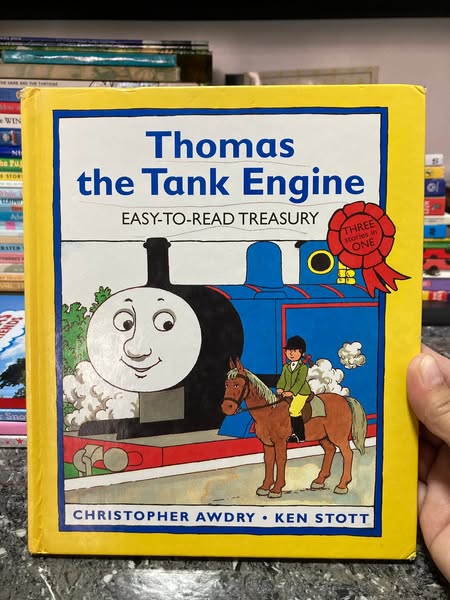 Thomas
the Tank Engine
EASY-TO-READ TREASURY
THREE
stories in
ONE
CHRISTOPHER AWDRY • KEN STOTT